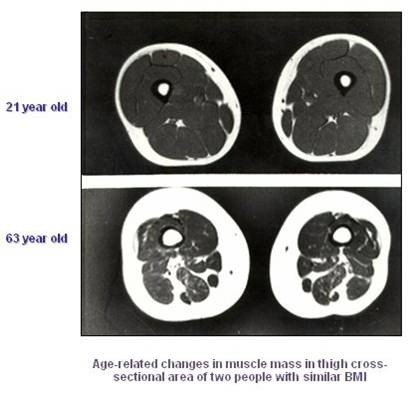 21 year old
63 year old
Age-related changes in muscle mass in thigh cross-
sectional area of two people with similar BMI